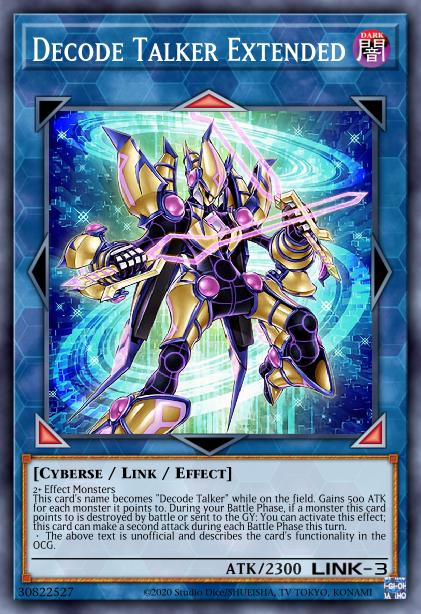 DECODE TALKER EXTENDED
DARK
闇
[CYBERSE / LINK / EFFECT]
2+ Effect Monsters
This card's name becomes "Decode Talker" while on the field. Gains 500 ATK
for each monster it points to. During your Battle Phase, if a monster this card
points to is destroyed by battle or sent to the GY: You can activate this effect;
this card can make a second attack during each Battle Phase this turn.
· The above text is unofficial and describes the card's functionality in the
OCG.
ATK/2300 LINK-3
30822527 ©2020 Studio Dice/SHUEISHA, TV TOKYO, KONAMI